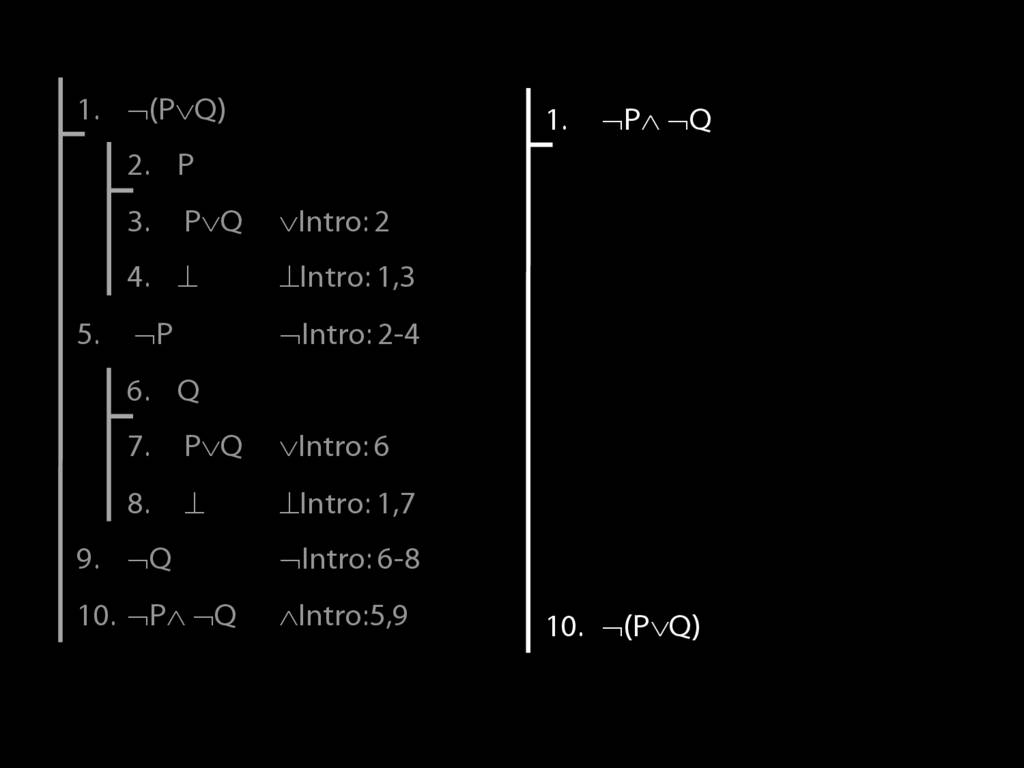 1. ¬(P∨Q)
2. P
3. P∨Q ∨Intro: 2
4. ⊥ ⊥Intro: 1,3
5. ¬P ¬Intro: 2-4
6. Q
7. P∨Q ∨Intro: 6
8. ⊥ ⊥Intro: 1,7
9. ¬Q ¬Intro: 6-8
10. ¬P∧ ¬Q ∧Intro:5,9
1. ¬P∧ ¬Q
10. ¬(P∨Q)